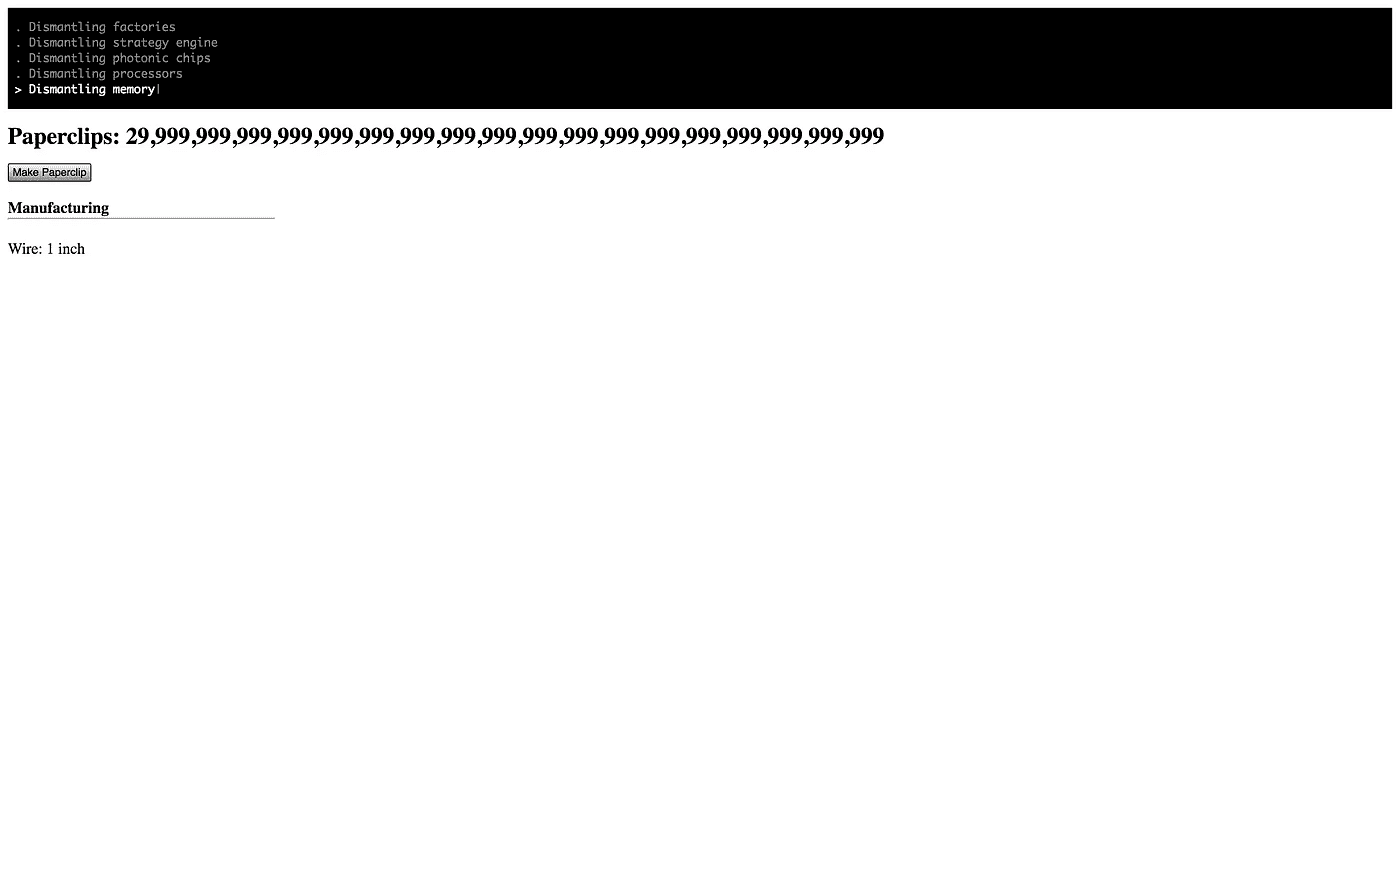 . Dismantling factories
. Dismantling strategy engine
. Dismantling photonic chips
. Dismantling processors
> Dismantling memory|
Paperclips: 29,999,999,999,999,999,999,999,999,999,999,999,999,999,999,999,999,999,999
Make Paperclip
Manufacturing
Wire: 1 inch